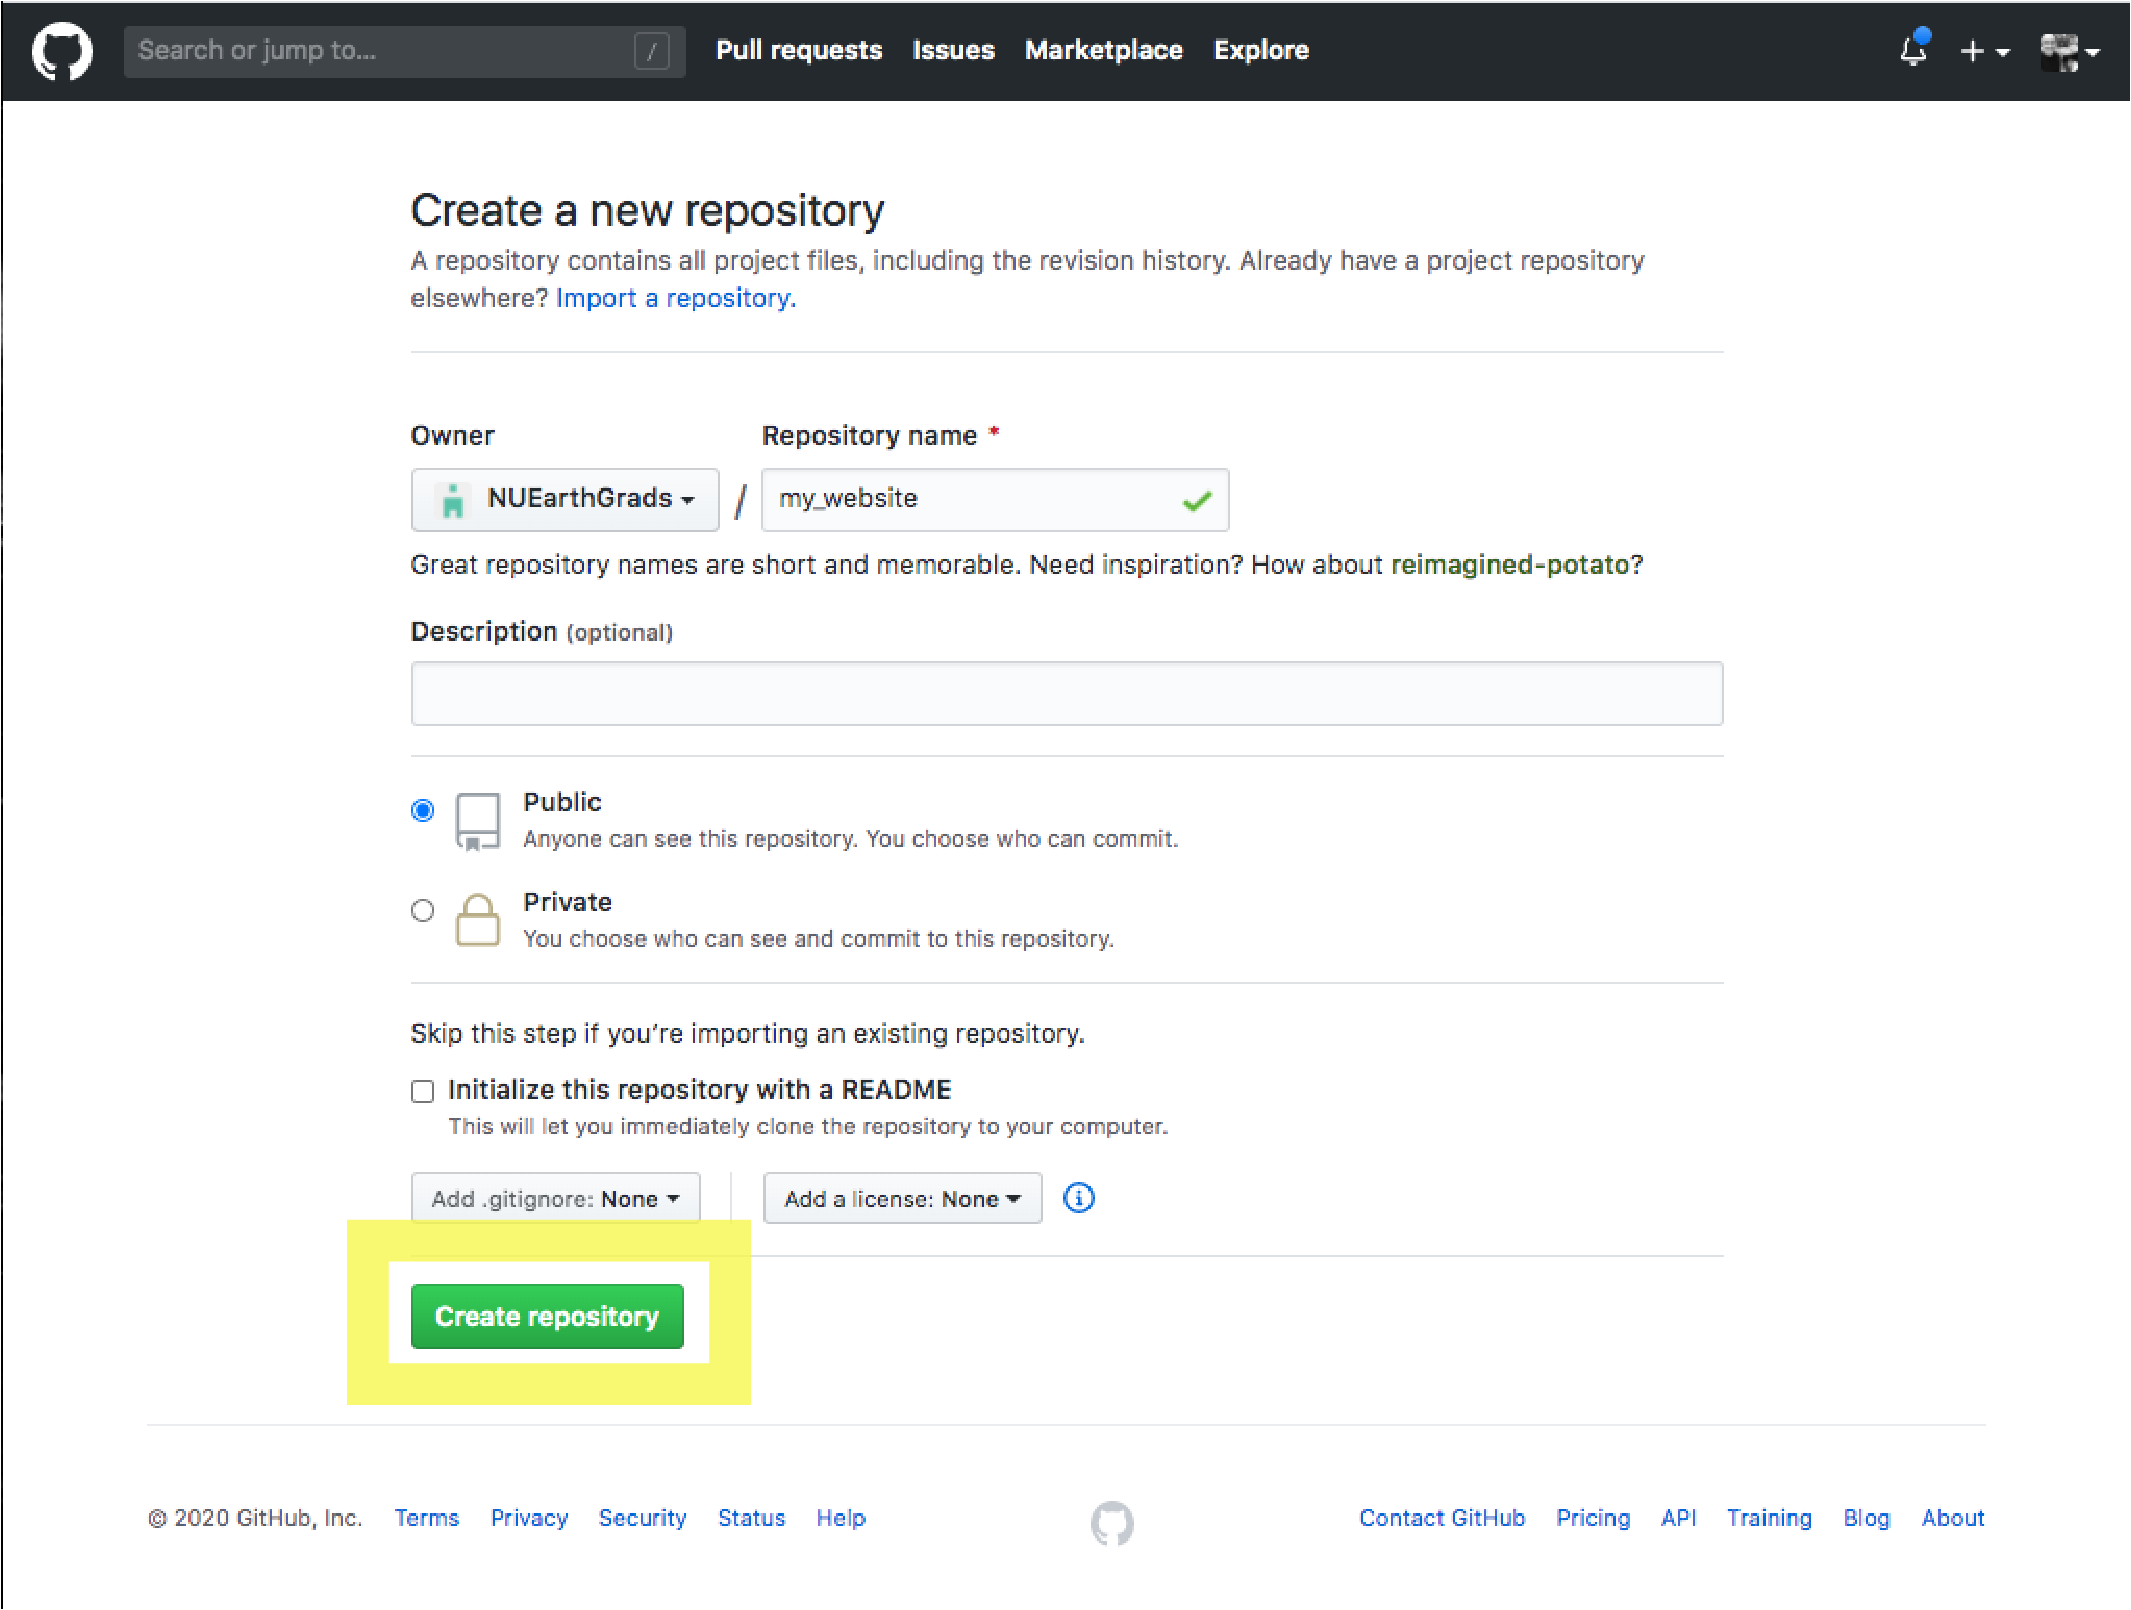 Search or jump to... / Pull requests Issues Marketplace Explore
Create a new repository
A repository contains all project files, including the revision history. Already have a project repository
elsewhere? Import a repository.
Owner Repository name *
NUEarthGrads / my_website
Great repository names are short and memorable. Need inspiration? How about reimagined-potato?
Description (optional)
Public
Anyone can see this repository. You choose who can commit.
Private
You choose who can see and commit to this repository.
Skip this step if you’re importing an existing repository.
Initialize this repository with a README
This will let you immediately clone the repository to your computer.
Add .gitignore: None Add a license: None
Create repository
© 2020 GitHub, Inc. Terms Privacy Security Status Help Contact GitHub Pricing API Training Blog About